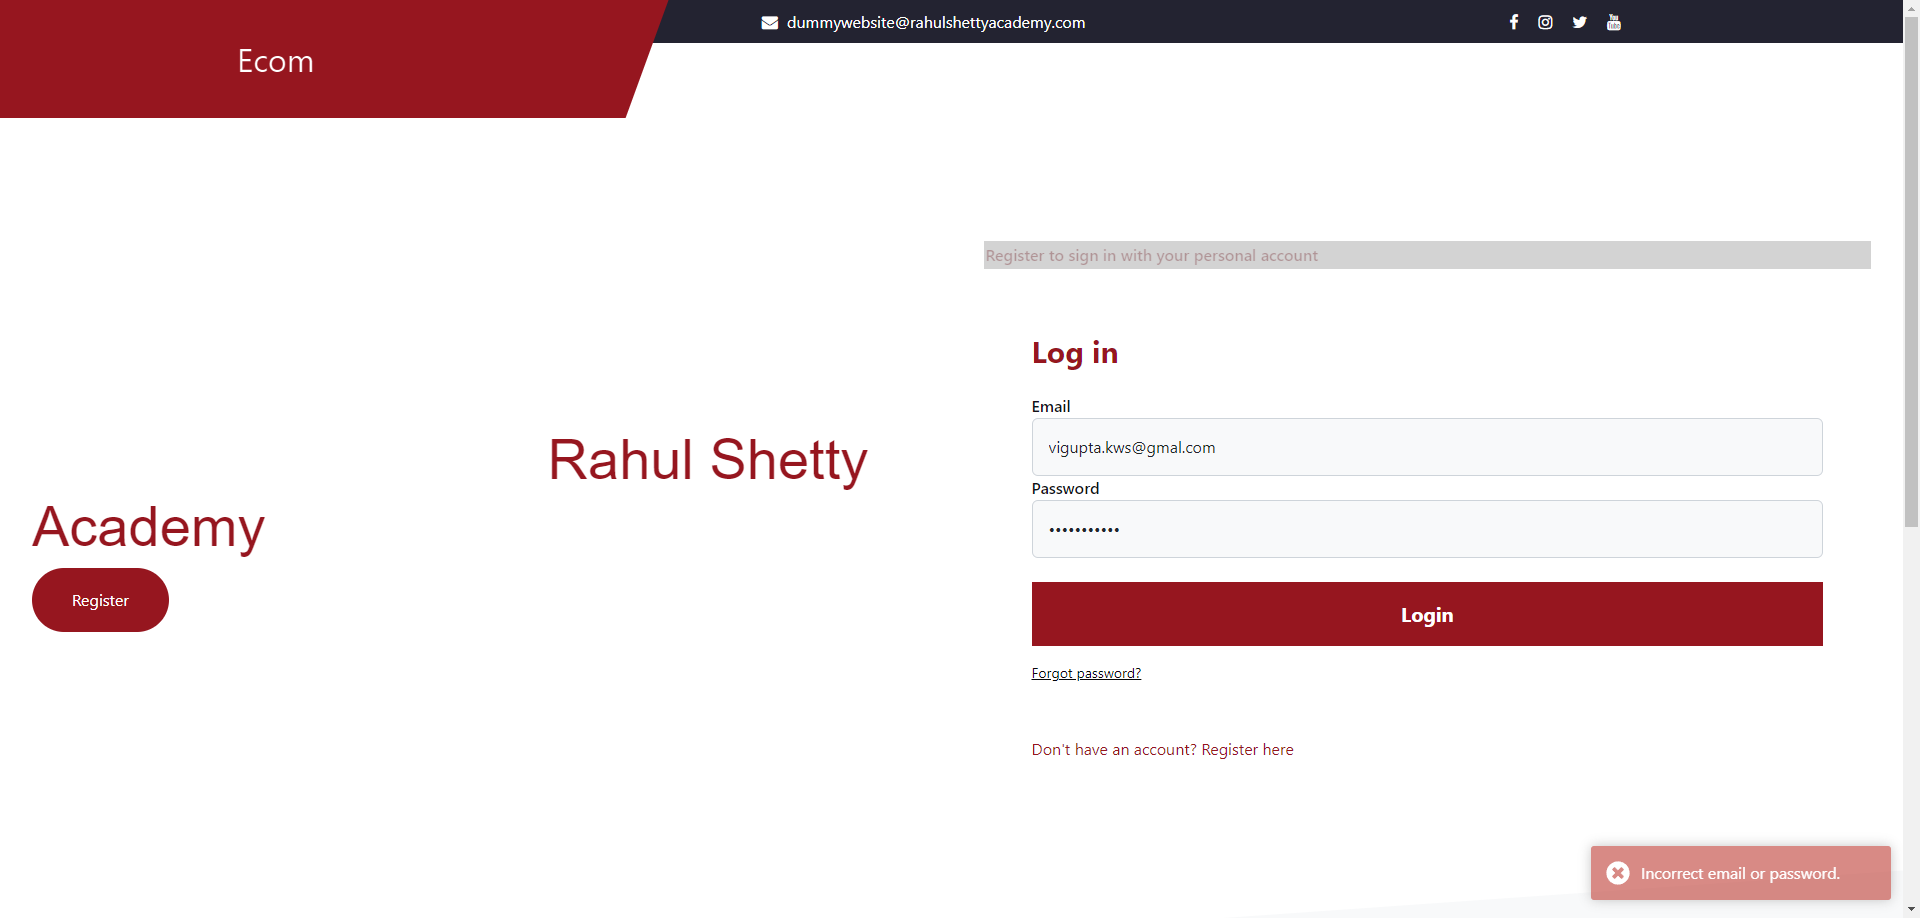 Ecom
dummywebsite@rahulshettyacademy.com
Register to sign in with your personal account
Rahul Shetty
Academy
Register
Log in
Email
vigupta.kws@gmal.com
Password
•••••••••••
Login
Forgot password?
Don't have an account? Register here
Incorrect email or password.